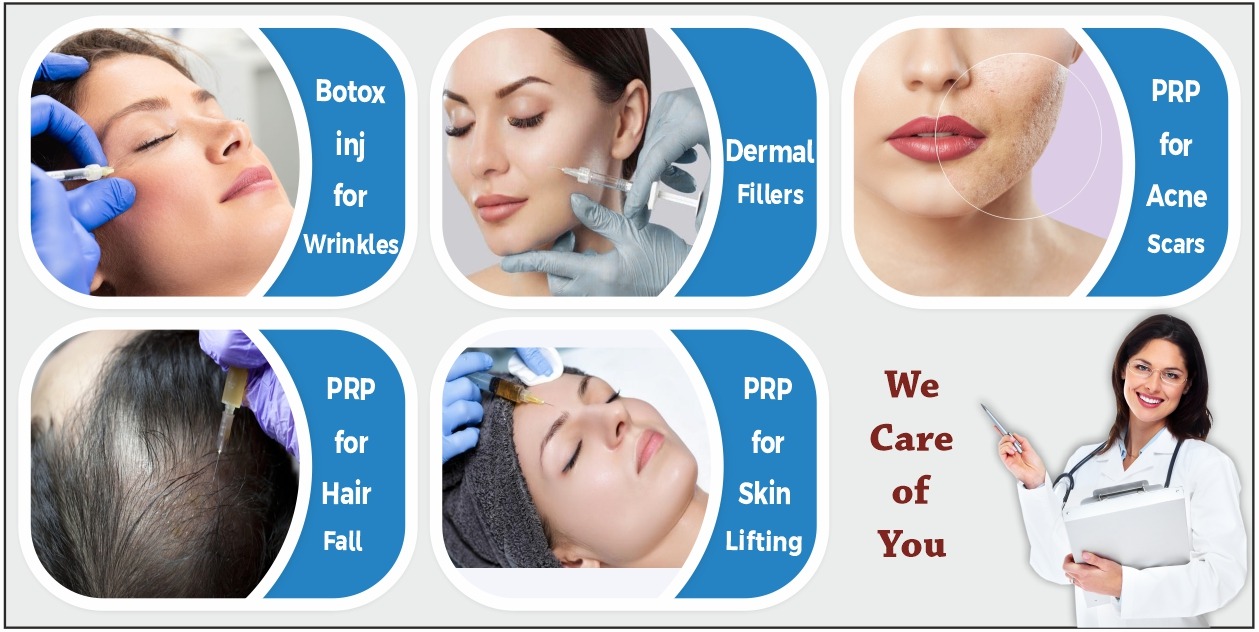 Botox
inj
for
Wrinkles
Dermal
Fillers
PRP
for
Acne
Scars
PRP
for
Hair
Fall
PRP
for
Skin
Lifting
We
Care
of
You